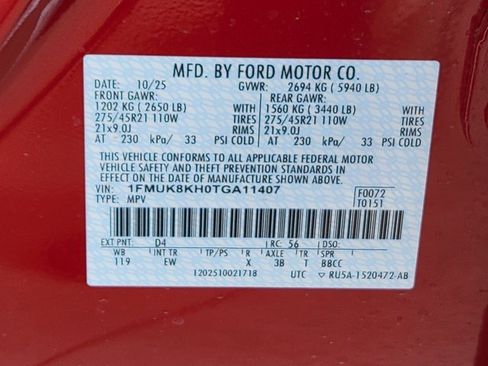 MFD. BY FORD MOTOR CO.
DATE: 10/25 GVWR: 2694 KG ( 5940 LB)
FRONT GAWR: REAR GAWR:
1202 KG ( 2650 LB) WITH 1560 KG ( 3440 LB) WITH
275/45R21 110W TIRES 275/45R21 110W TIRES
21x9.0J RIMS 21x9.0J RIMS
AT 230 kPa/ 33 PSI COLD AT 230 kPa/ 33 PSI COLD
THIS VEHICLE CONFORMS TO ALL APPLICABLE FEDERAL MOTOR
VEHICLE SAFETY AND THEFT PREVENTION STANDARDS IN EFFECT
ON THE DATE OF MANUFACTURE SHOWN ABOVE.
VIN: 1FMUK8KH0TGA11407 F0072
TYPE: MPV T0151
EXT PNT: D4 RC: 56 DSO:
WB INT TR TP/PS R AXLE TR SPR
119 EW X 3B T BBCC
1202510021718 UTC RU5A-1520472-AB